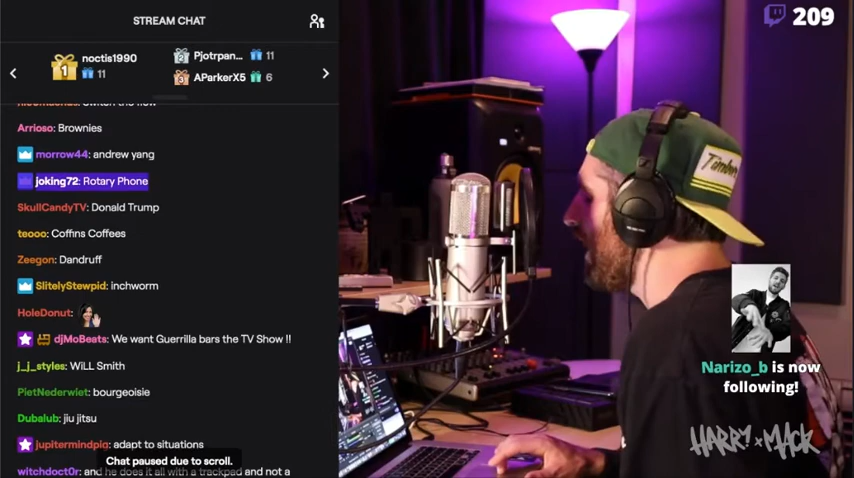 STREAM CHAT
209
1 noctis1990 11
2 Pjotrpan... 11
3 AParkerX5 6
Arrioso: Brownies
morrow44: andrew yang
joking72: Rotary Phone
SkullCandyTV: Donald Trump
teooo: Coffins Coffees
Zeegon: Dandruff
SlitelyStewpid: inchworm
HoleDonut:
djMoBeats: We want Guerrilla bars the TV Show !!
j_j_styles: WiLL Smith
PietNederwiet: bourgeoisie
Dubalub: jiu jitsu
jupitermindpig: adapt to situations
Chat paused due to scroll.
witchdoct0r: and he does it all with a trackpad and not a
Narizo_b is now
following!
HARRY MACK